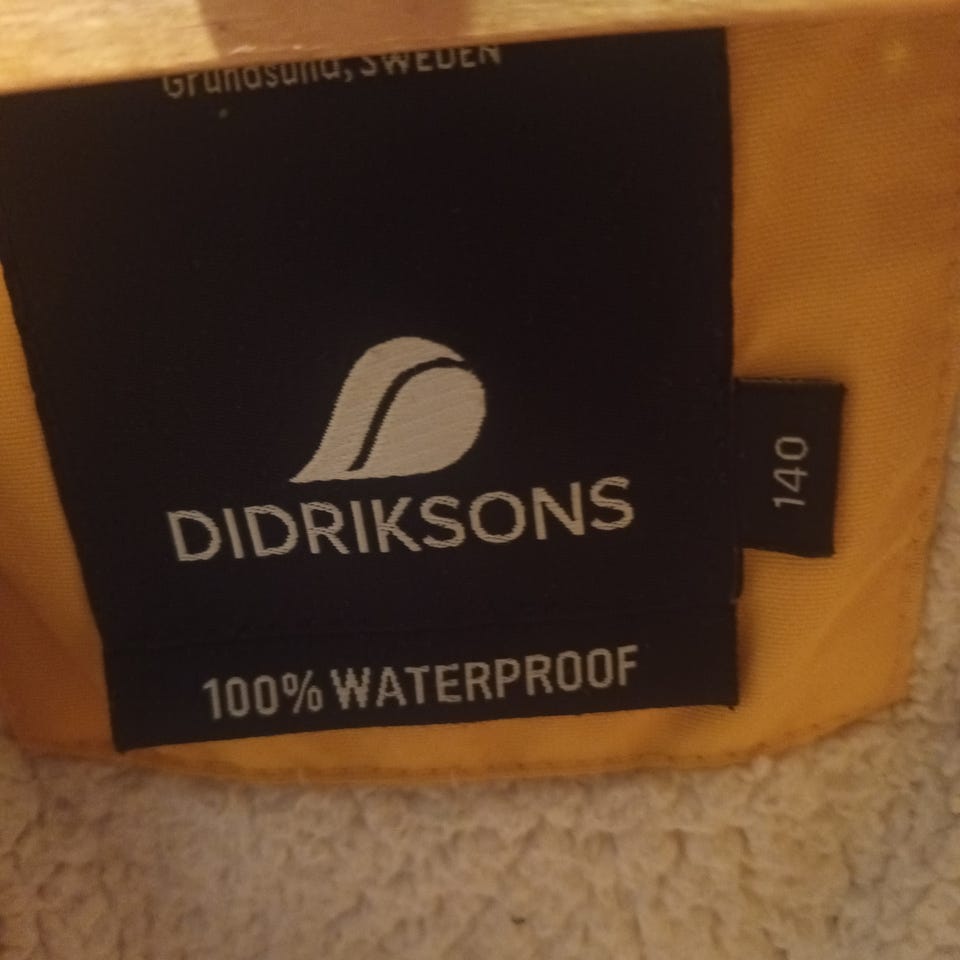 Grundsund, SWEDEN
DIDRIKSONS
140
100% WATERPROOF